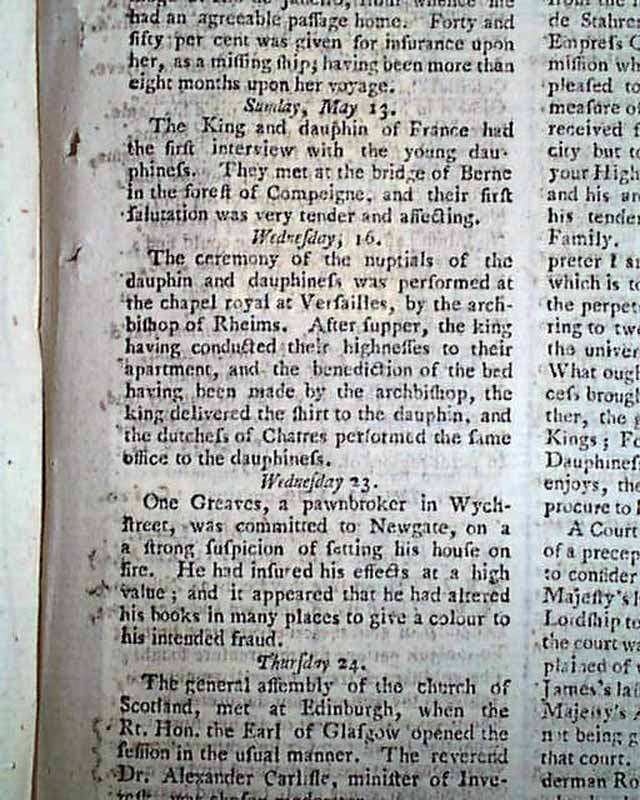 had an agreeable paſſage home. Forty and
fifty per cent was given for inſurance upon
her, as a miſſing ſhip; having been more than
eight months upon her voyage.
Sunday, May 13.
The King and dauphin of France had
the firſt interview with the young dau-
phineſs. They met at the bridge of Berne
in the foreſt of Compeigne, and their firſt
ſalutation was very tender and affecting.
Wedneſday, 16.
The ceremony of the nuptials of the
dauphin and dauphineſs was performed at
the chapel royal at Verſailles, by the arch-
biſhop of Rheims. After ſupper, the king
having conducted their highneſſes to their
apartment, and the benediction of the bed
having been made by the archbiſhop, the
king delivered the ſhirt to the dauphin, and
the dutcheſs of Chatres performed the ſame
office to the dauphineſs.
Wedneſday 23.
One Greaves, a pawnbroker in Wych-
ſtreet, was committed to Newgate, on a
a ſtrong ſuſpicion of ſetting his houſe on
fire. He had inſured his effects at a high
value; and it appeared that he had altered
his books in many places to give a colour to
his intended fraud.
Thurſday 24.
The general aſſembly of the church of
Scotland, met at Edinburgh, when the
Rt. Hon. the Earl of Glaſgow opened the
ſeſſion in the uſual manner. The reverend
Dr. Alexander Carliſle, miniſter of Inve-
de
Empreſs
miſſion
pleaſed to
meaſure of
received
city but to
your High
and his
his
Family.
preter I
which is to
the
ring to
the
What
ceſs
ther, the
Kings;
Dauphineſs
enjoys, the
procure to
A Court
of a
to conſider
Majeſty's
Lordſhip to
the court
plained of
James's
Majeſty's
not being
that court.
derman